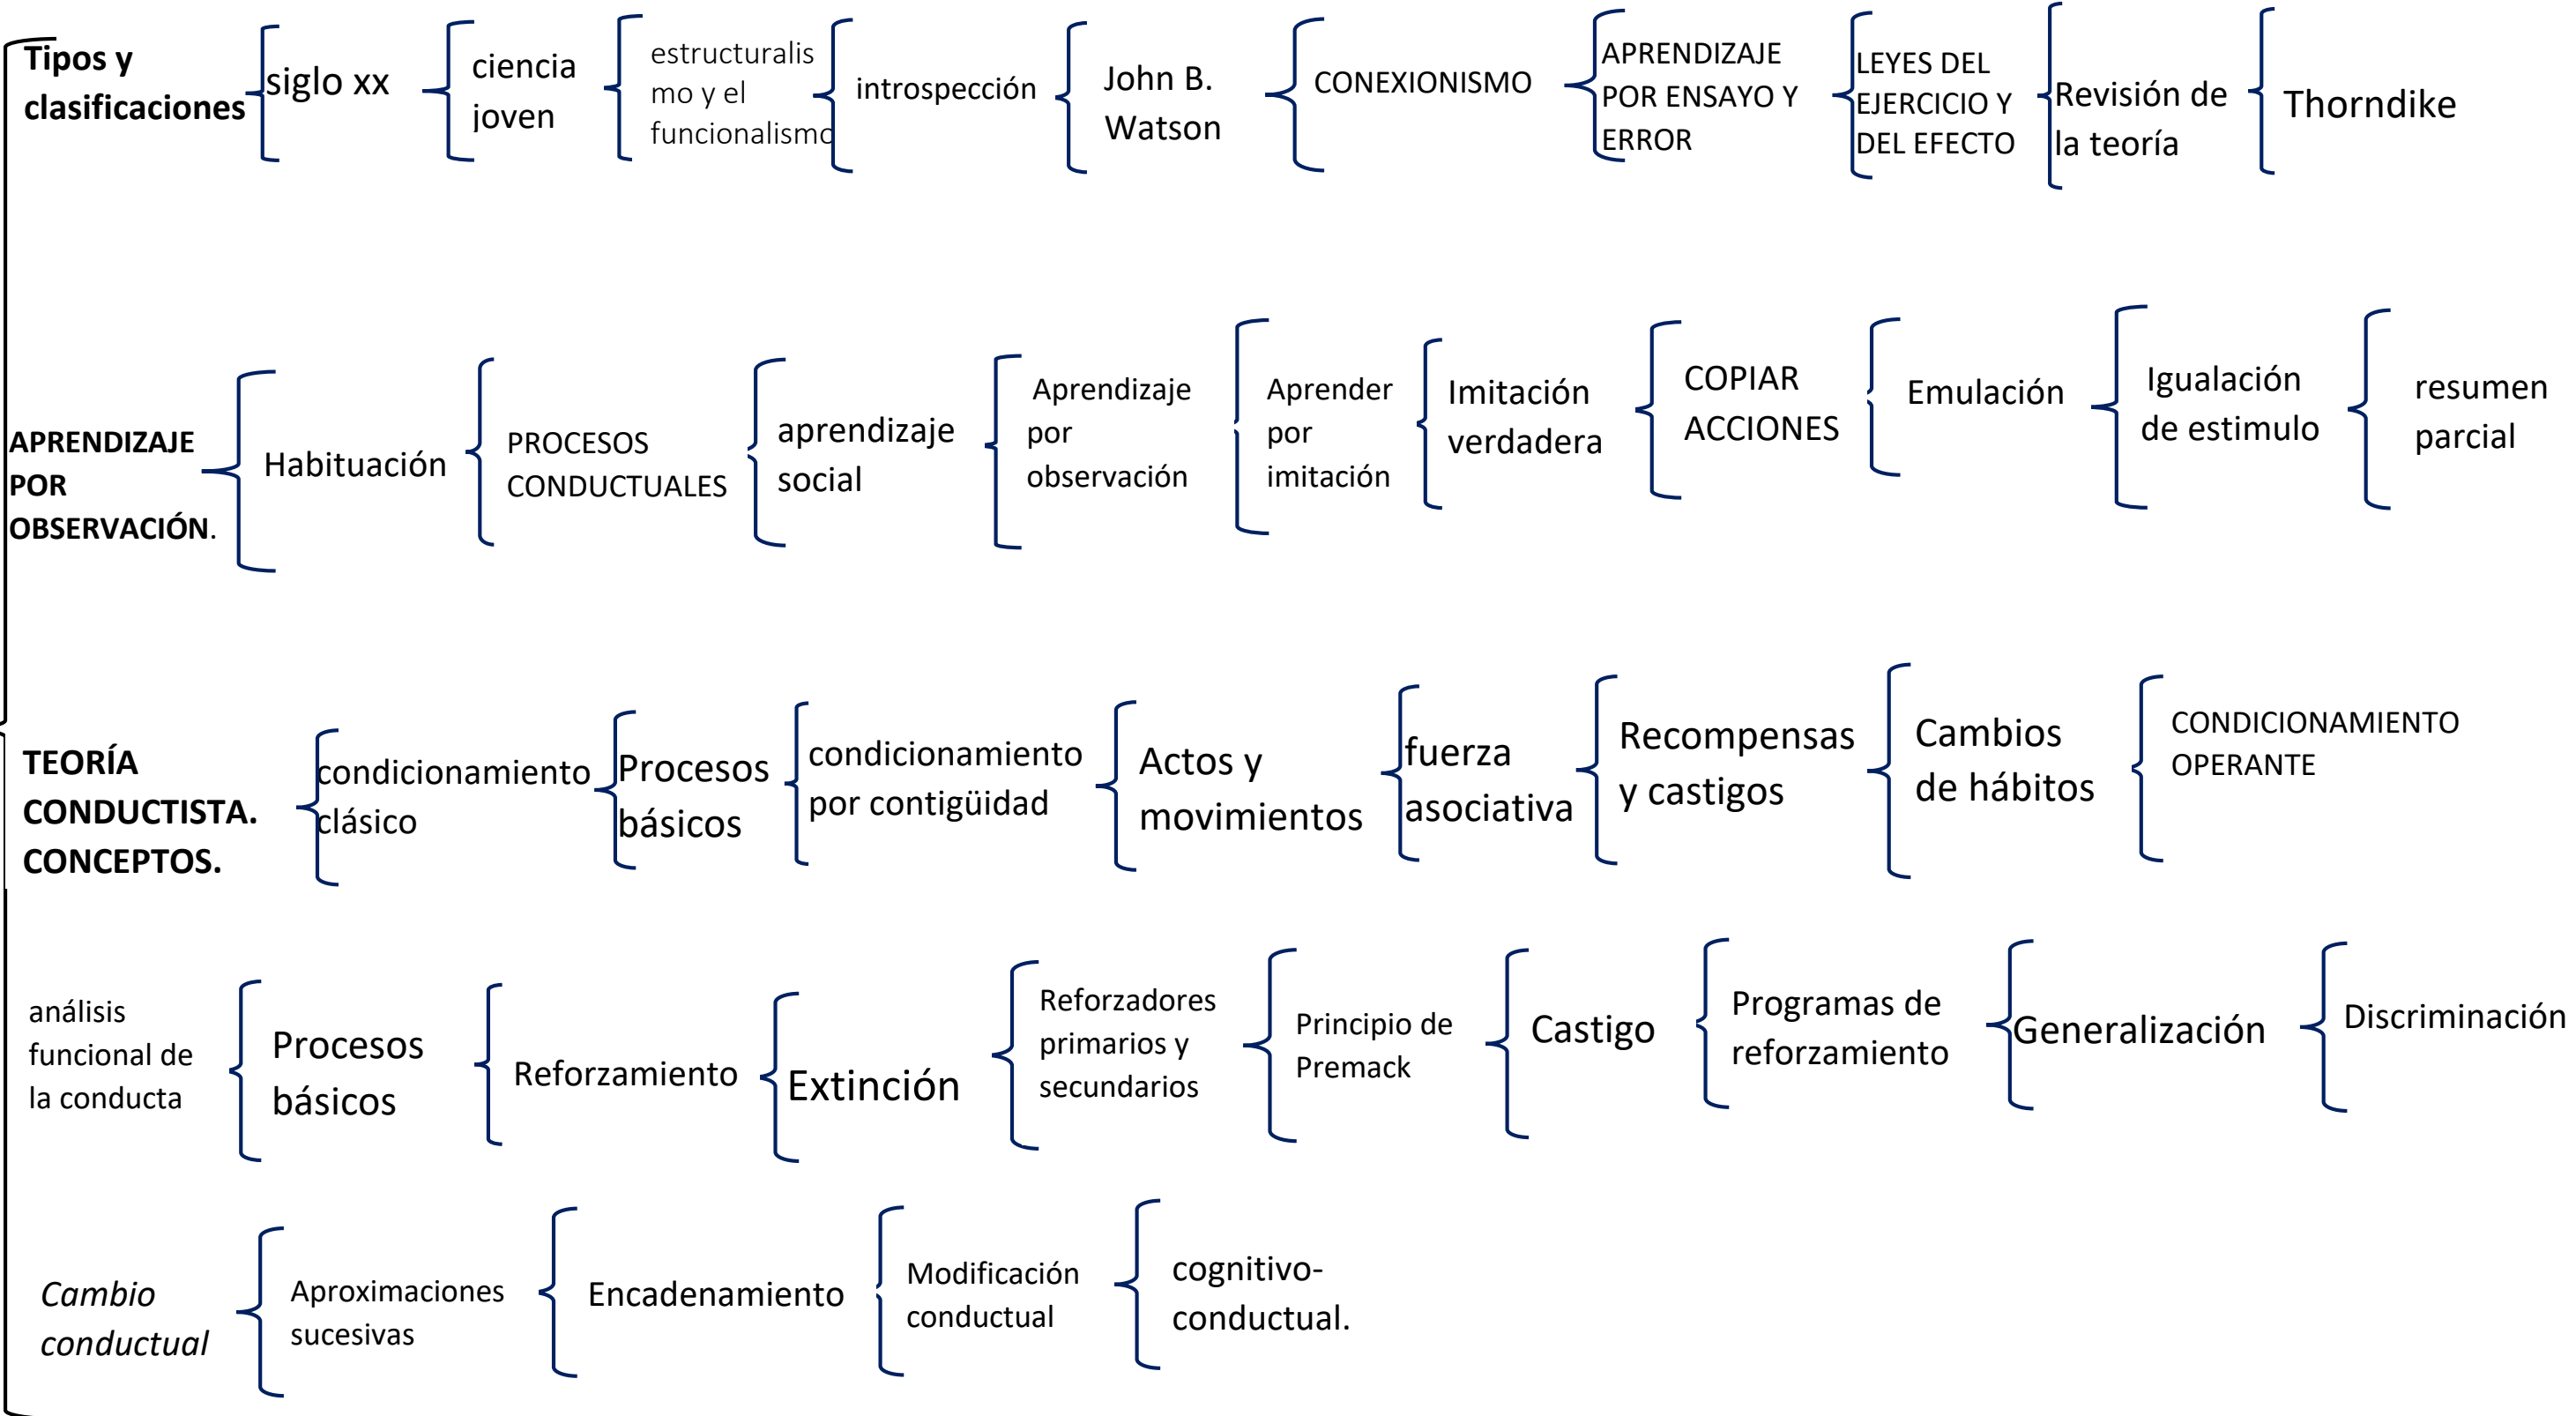 Tipos y
clasificaciones
siglo xx
ciencia
joven
estructuralis
mo y el
funcionalismo
introspección
John B.
Watson
CONEXIONISMO
APRENDIZAJE
POR ENSAYO Y
ERROR
LEYES DEL
EJERCICIO Y
DEL EFECTO
Revisión de
la teoría
Thorndike
APRENDIZAJE
POR
OBSERVACIÓN.
Habituación
PROCESOS
CONDUCTUALES
aprendizaje
social
Aprendizaje
por
observación
Aprender
por
imitación
Imitación
verdadera
COPIAR
ACCIONES
Emulación
Igualación
de estimulo
resumen
parcial
TEORÍA
CONDUCTISTA.
CONCEPTOS.
condicionamiento
clásico
Procesos
básicos
condicionamiento
por contigüidad
Actos y
movimientos
fuerza
asociativa
Recompensas
y castigos
Cambios
de hábitos
CONDICIONAMIENTO
OPERANTE
análisis
funcional de
la conducta
Procesos
básicos
Reforzamiento
Extinción
Reforzadores
primarios y
secundarios
Principio de
Premack
Castigo
Programas de
reforzamiento
Generalización
Discriminación
Cambio
conductual
Aproximaciones
sucesivas
Encadenamiento
Modificación
conductual
cognitivo-
conductual.